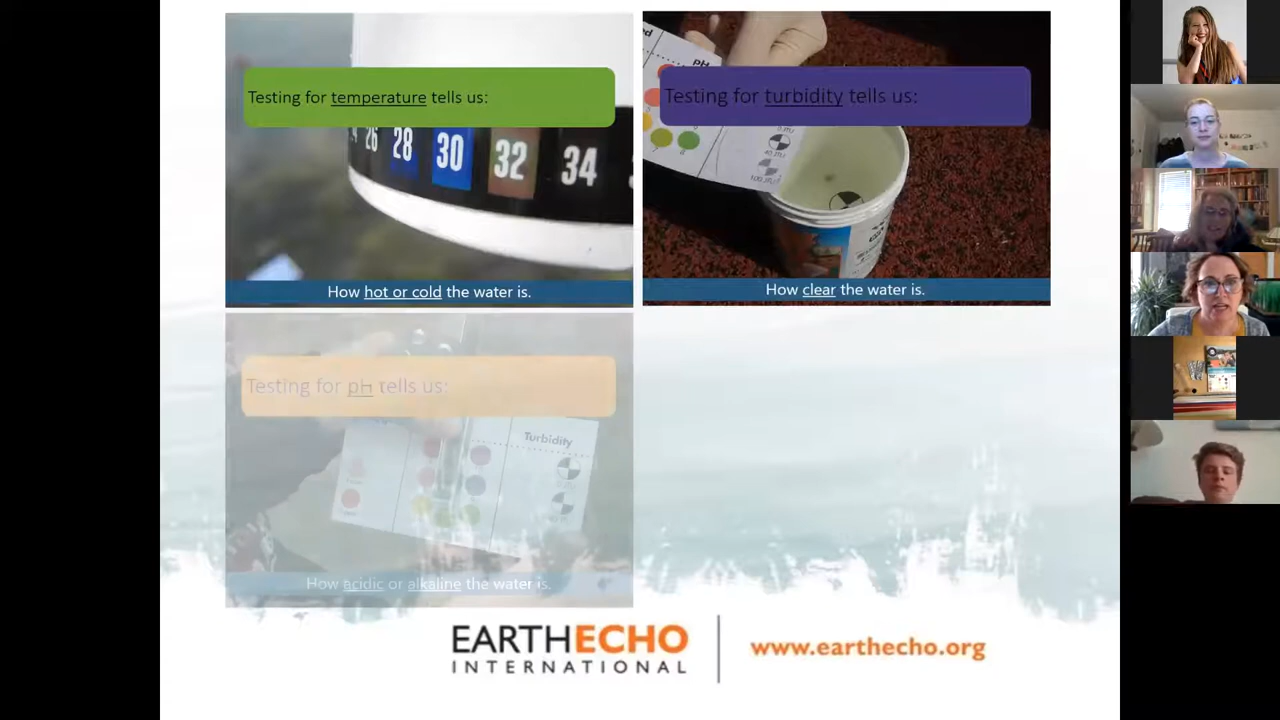 Testing for temperature tells us:
26 28 30 32 34
How hot or cold the water is.
pH
Testing for turbidity tells us:
How clear the water is.
Testing for pH tells us:
Turbidity
How acidic or alkaline the water is.
EARTHECHO
INTERNATIONAL
www.earthecho.org